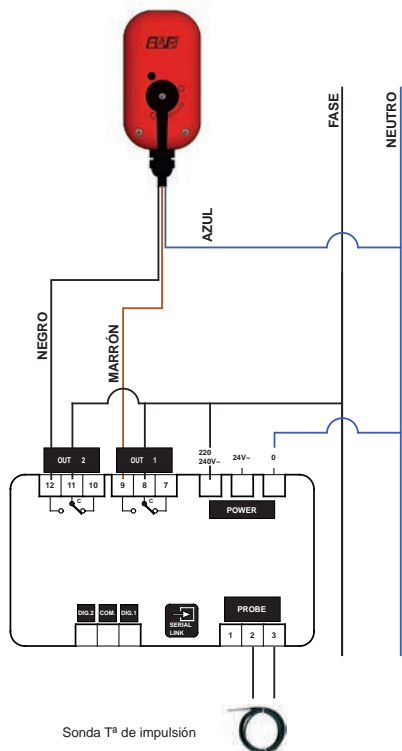 FAR
FASE
NEUTRO
AZUL
NEGRO
MARRÓN
OUT 2
OUT 1
220
240V~
24V~
0
12 11 10
9 8 7
C
C
POWER
DIG.2 COM. DIG.1
SERIAL
LINK
PROBE
1 2 3
Sonda Tª de impulsión